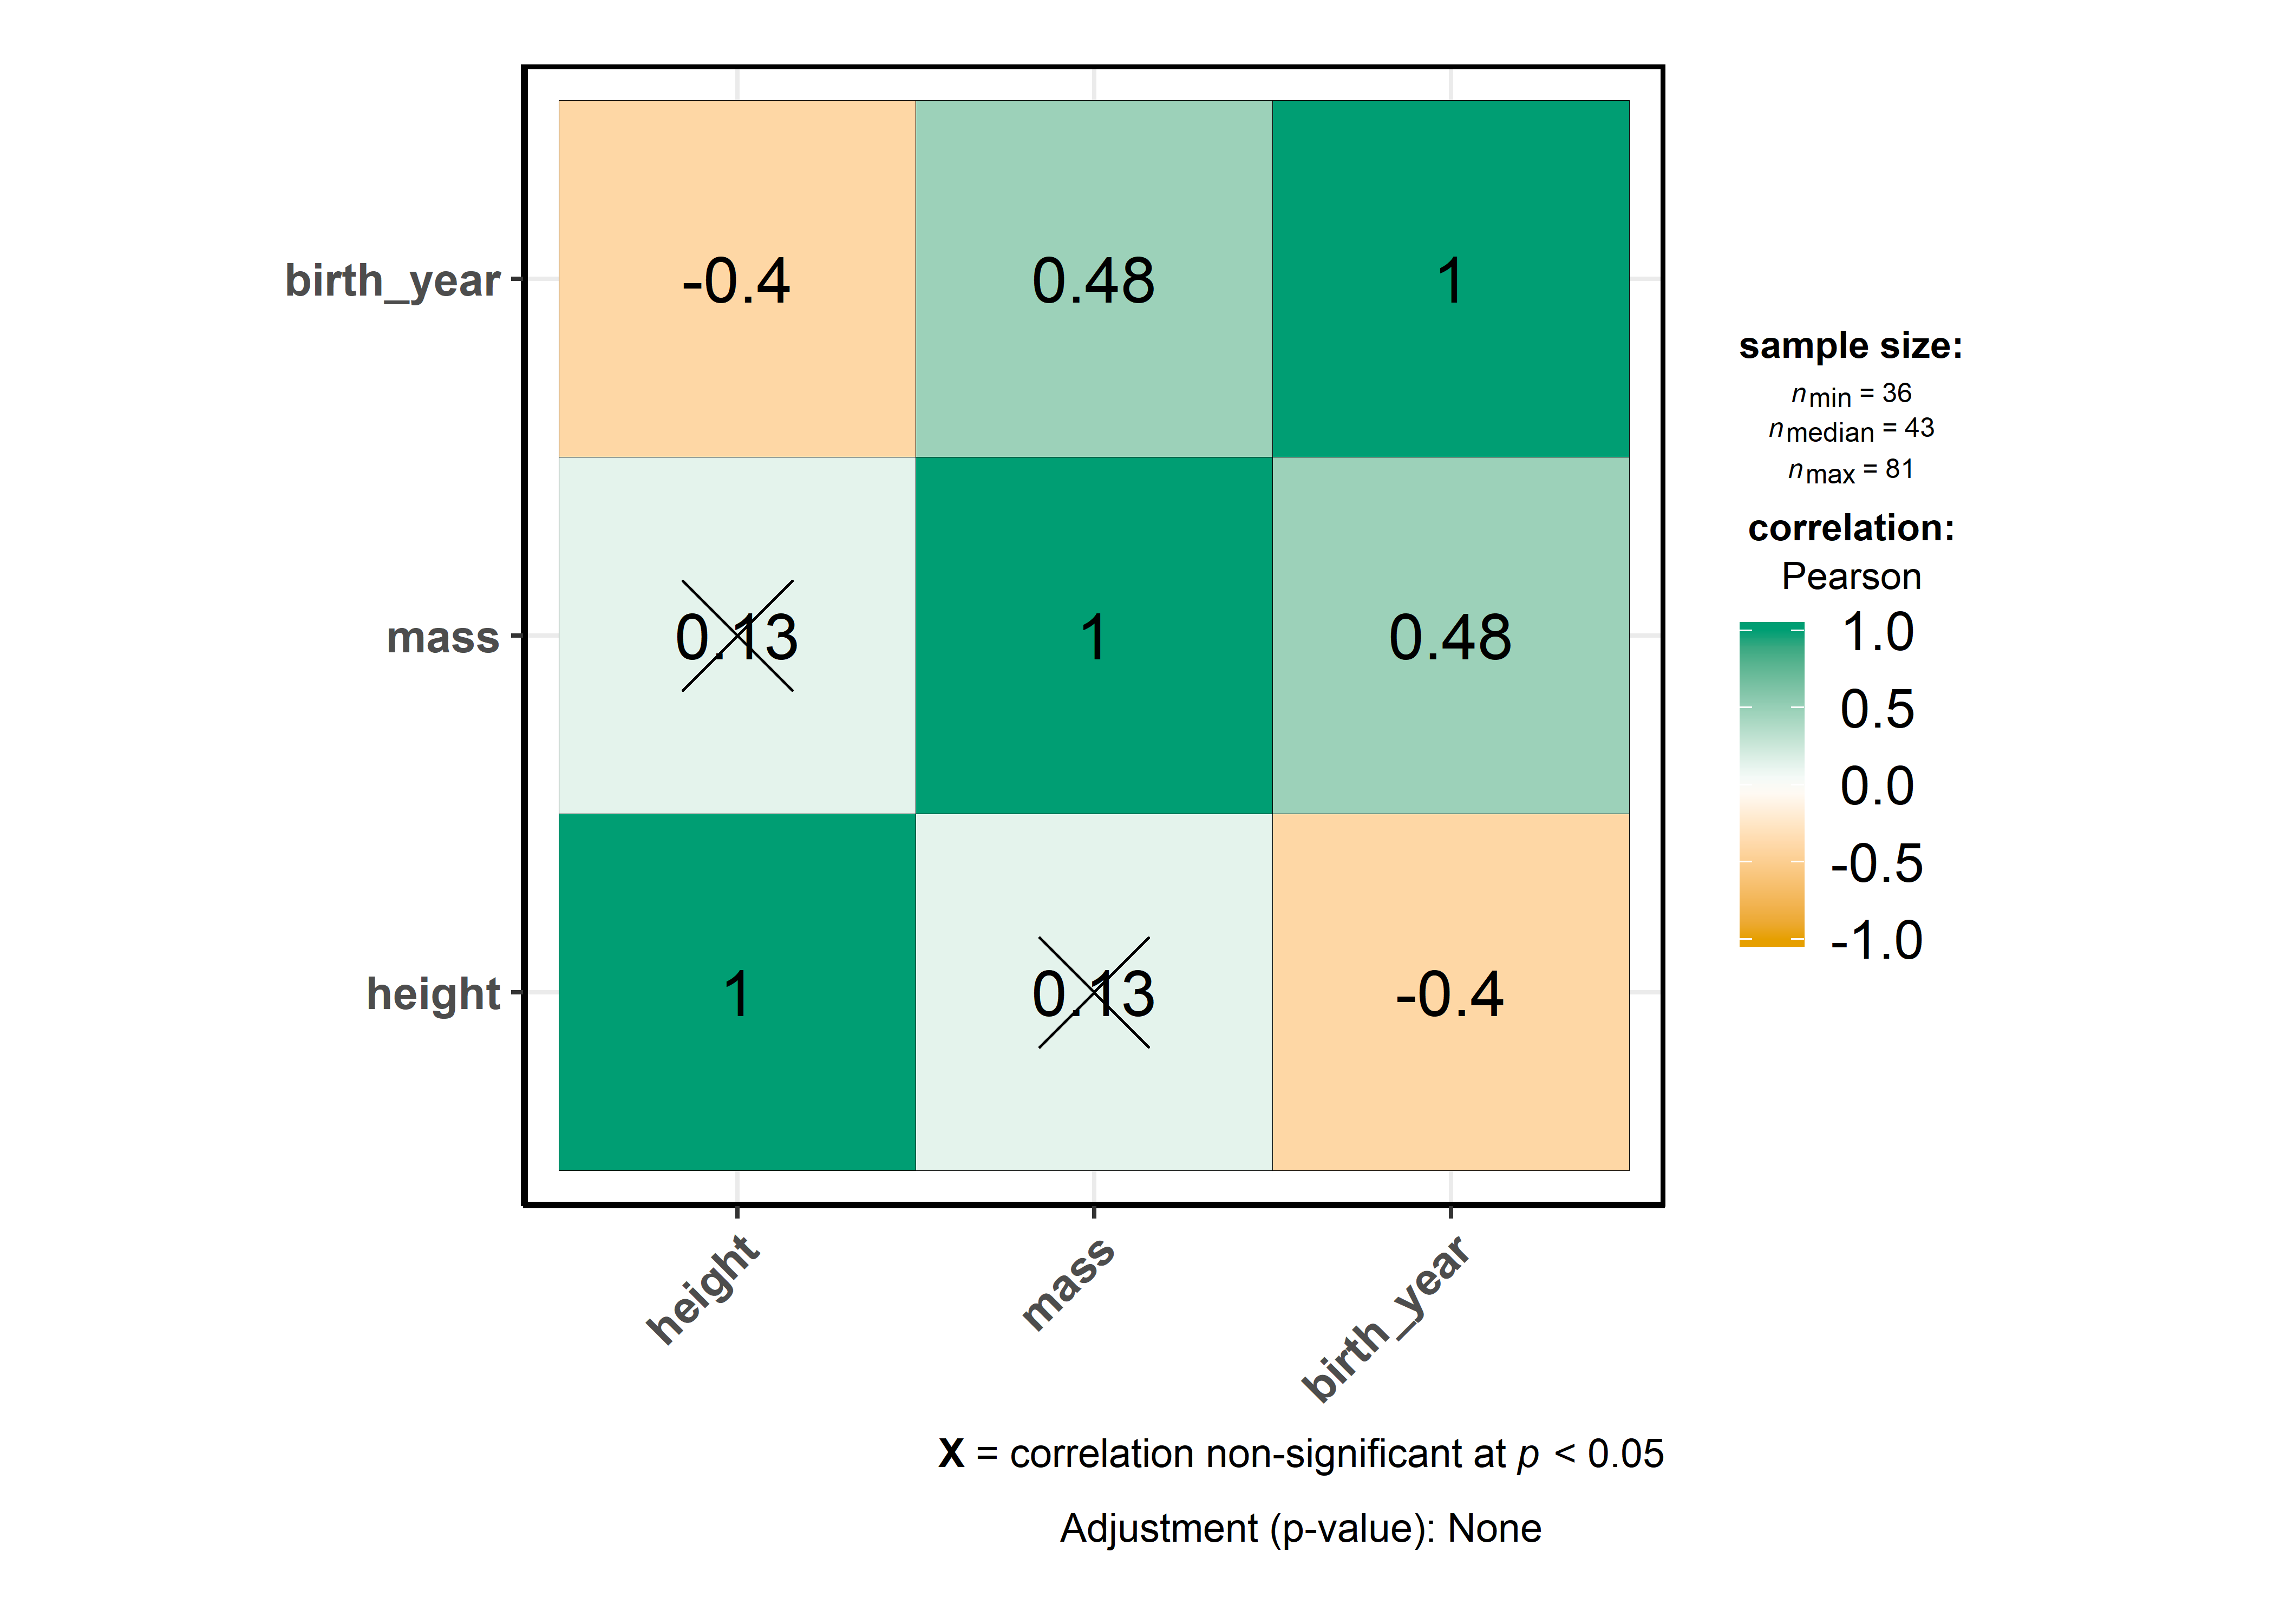 birth_year
-0.4
0.48
1
mass
0.13
1
0.48
height
1
0.13
-0.4
height
mass
birth_year
sample size:
nmin = 36
nmedian = 43
nmax = 81
correlation:
Pearson
1.0
0.5
0.0
-0.5
-1.0
X = correlation non-significant at p < 0.05
Adjustment (p-value): None